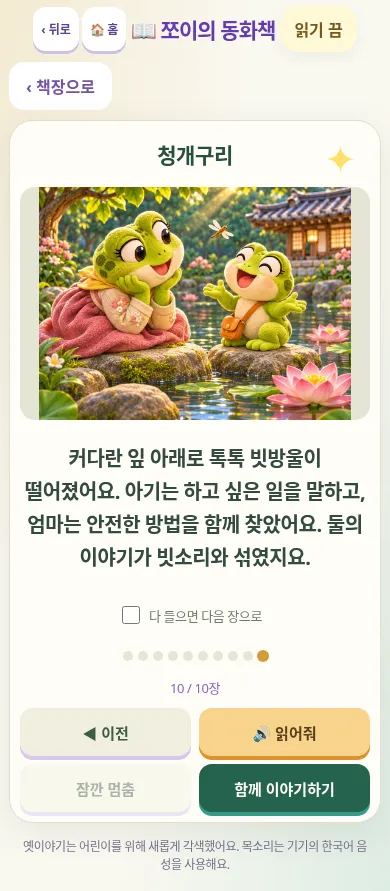 ‹ 뒤로
🏠 홈
📖 쪼이의 동화책
읽기 끔
‹ 책장으로
청개구리
커다란 잎 아래로 톡톡 빗방울이
떨어졌어요. 아기는 하고 싶은 일을 말하고,
엄마는 안전한 방법을 함께 찾았어요. 둘의
이야기가 빗소리와 섞였지요.
다 들으면 다음 장으로
10 / 10장
◀ 이전
🔊 읽어줘
잠깐 멈춤
함께 이야기하기
옛이야기는 어린이를 위해 새롭게 각색했어요. 목소리는 기기의 한국어 음
성을 사용해요.